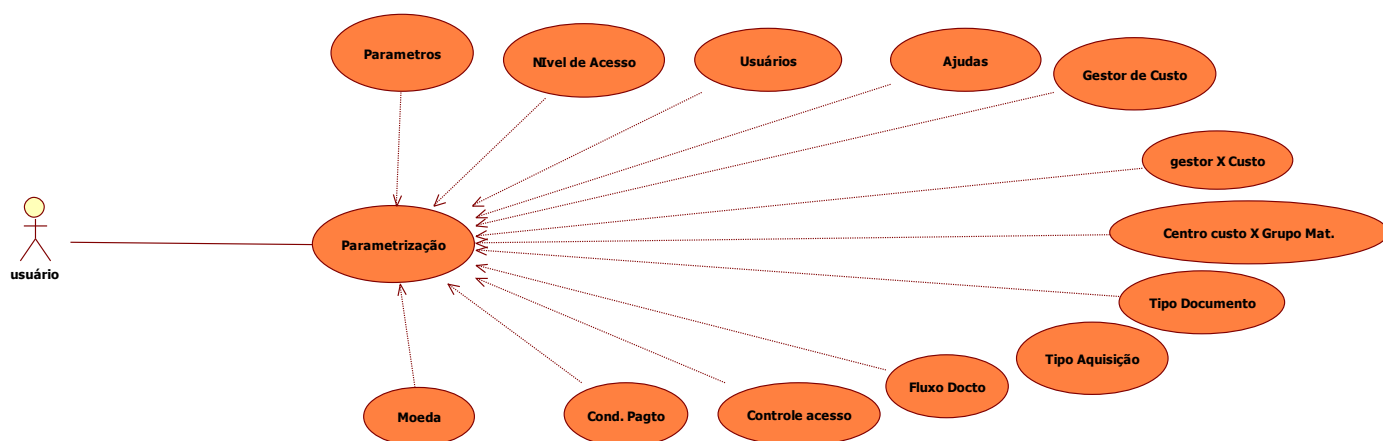 Parametros
NIvel de Acesso
Usuários
Ajudas
Gestor de Custo
gestor X Custo
Centro custo X Grupo Mat.
Parametrização
usuário
Tipo Documento
Tipo Aquisição
Fluxo Docto
Moeda
Cond. Pagto
Controle acesso